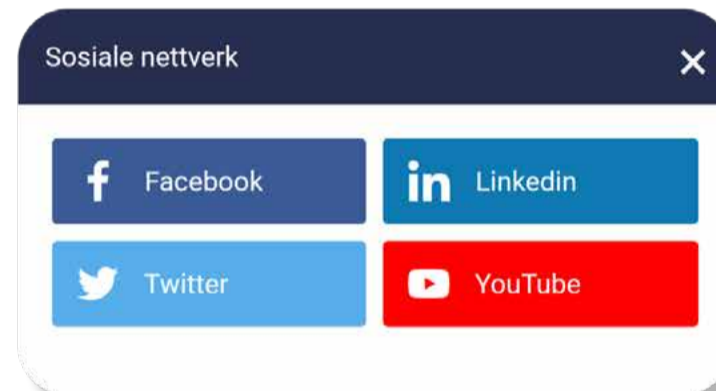 Sosiale nettverk
Facebook
Linkedin
Twitter
YouTube